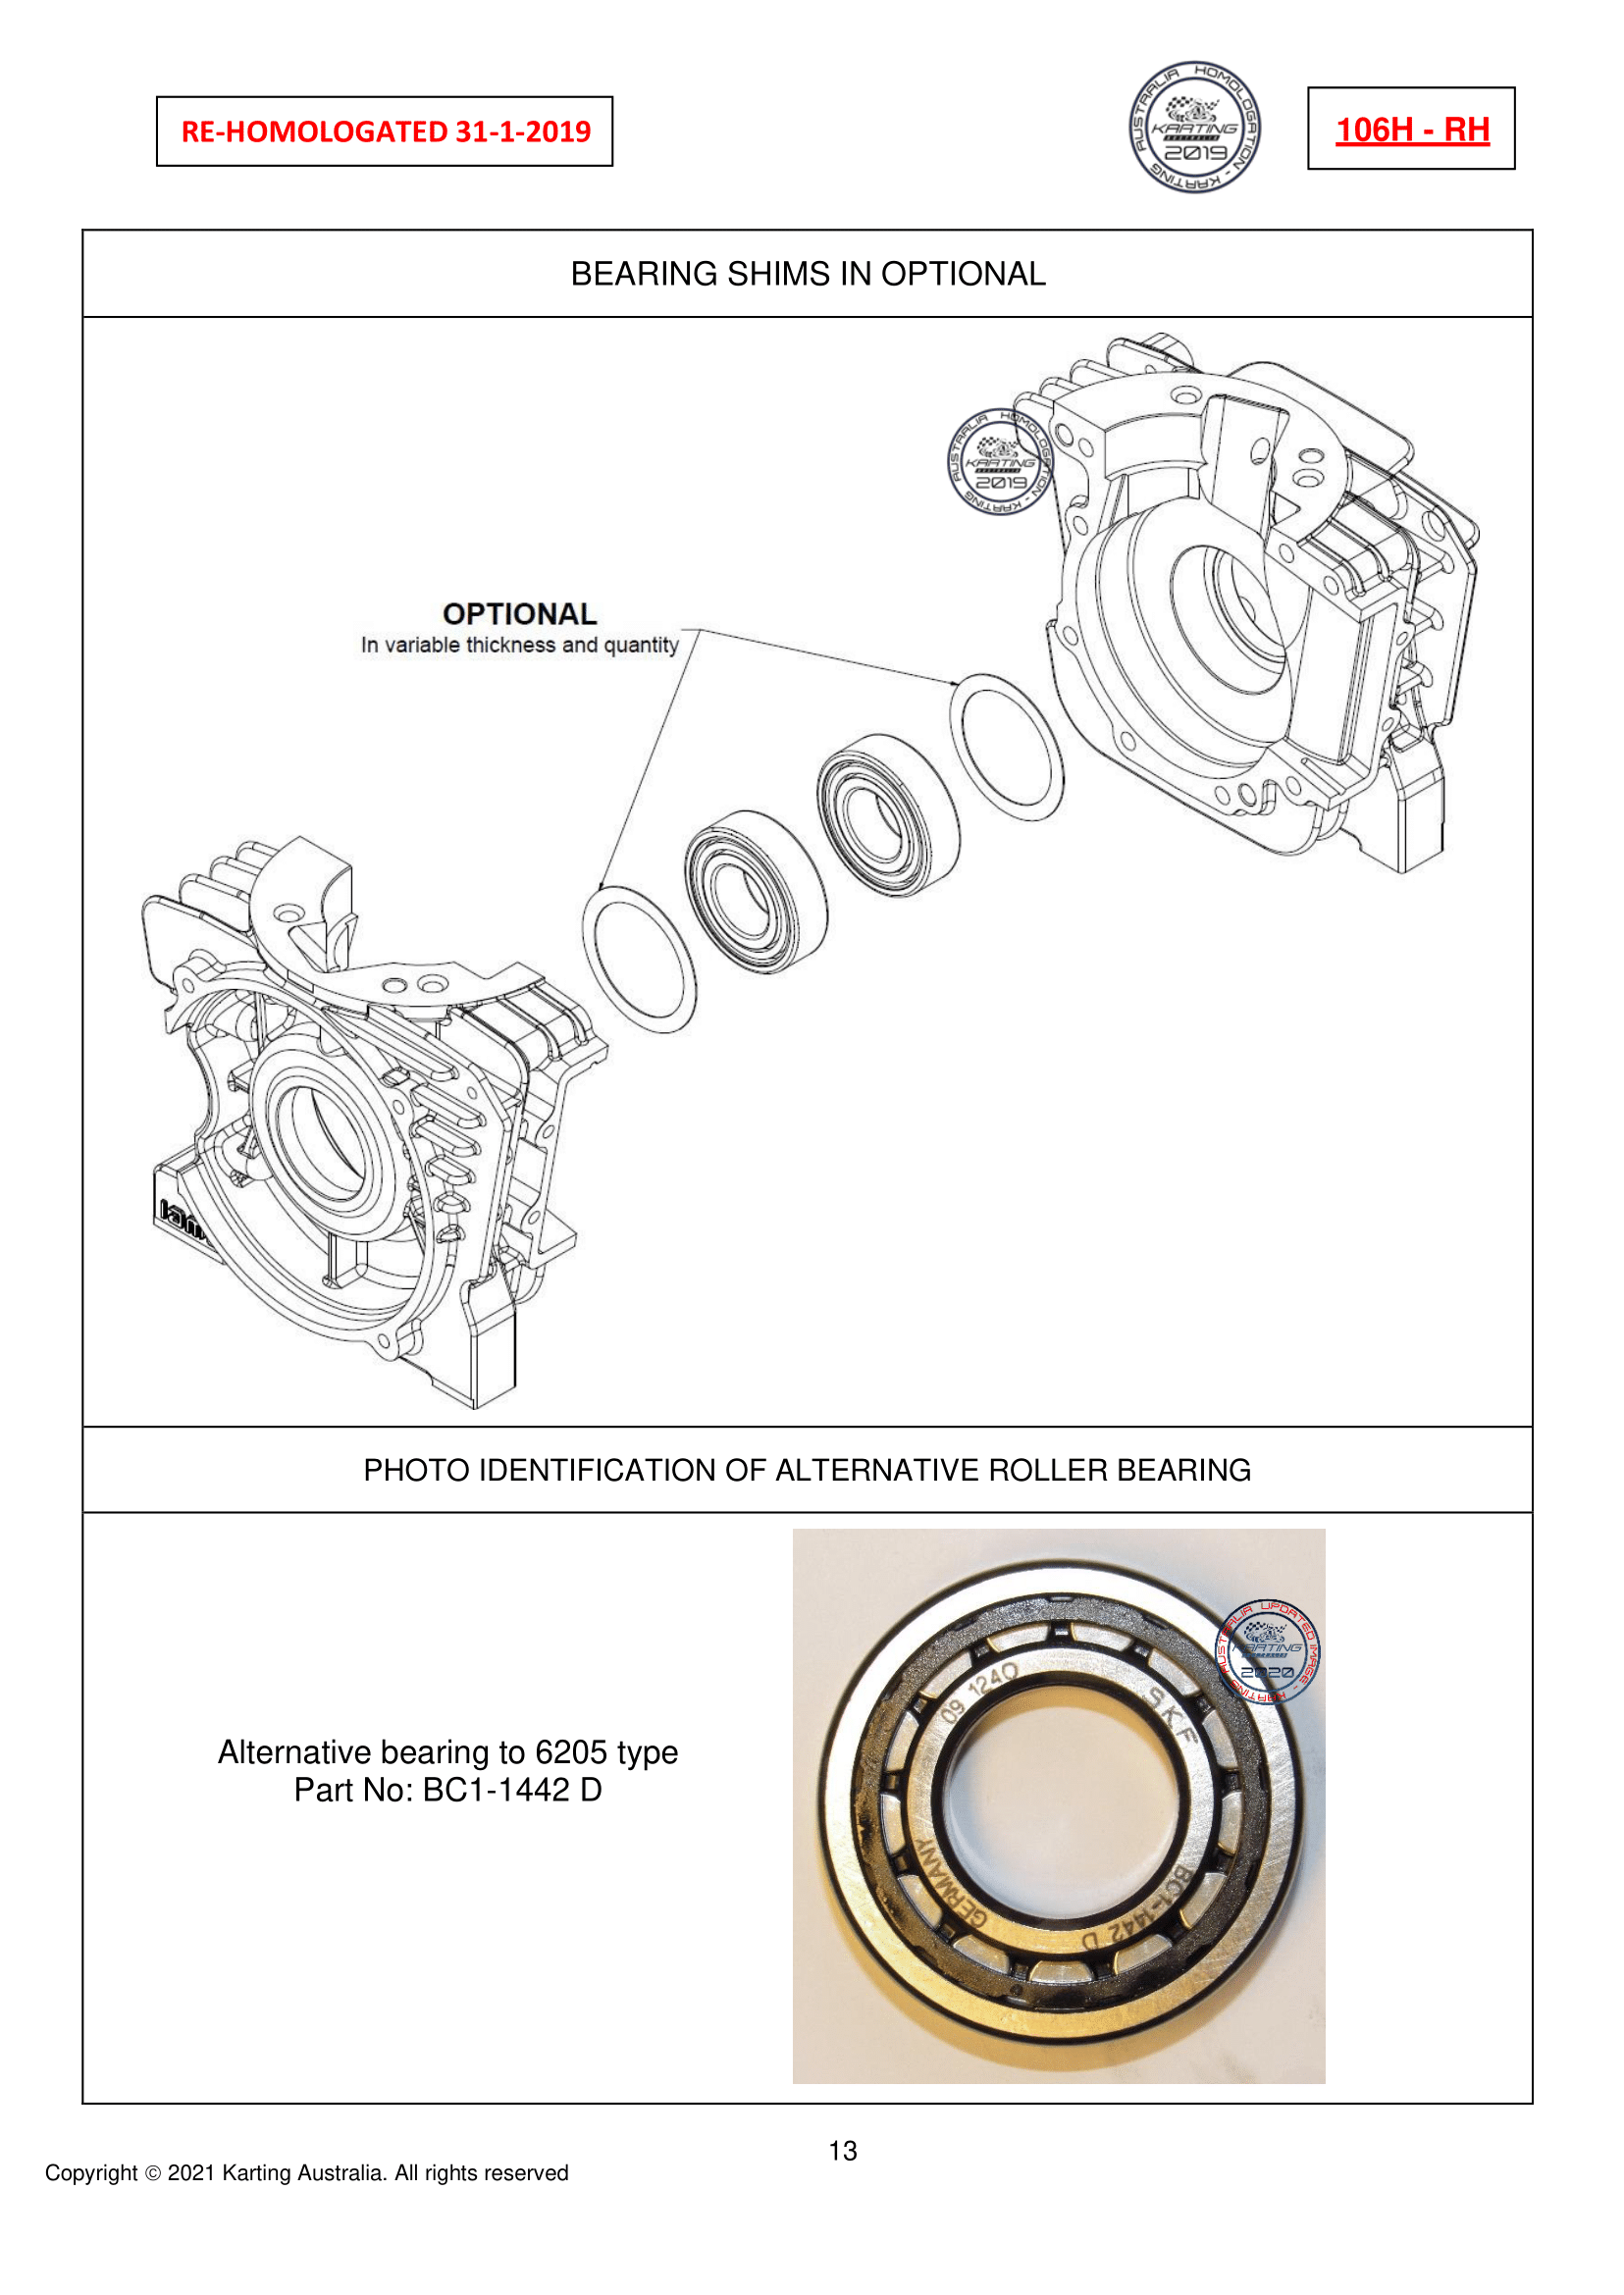 RE-HOMOLOGATED 31-1-2019
AUSTRALIA HOMOLOGATION - KARTING
KARTING
AUSTRALIA
2019
106H - RH
BEARING SHIMS IN OPTIONAL
AUSTRALIA HOMOLOGATION - KARTING
KARTING
AUSTRALIA
2019
OPTIONAL
In variable thickness and quantity
PHOTO IDENTIFICATION OF ALTERNATIVE ROLLER BEARING
Alternative bearing to 6205 type
Part No: BC1-1442 D
AUSTRALIA UPDATED IMAGE - KARTING
KARTING
2020
09 124Q
SKF
GERMANY
BC1-1442 D
13
Copyright © 2021 Karting Australia. All rights reserved